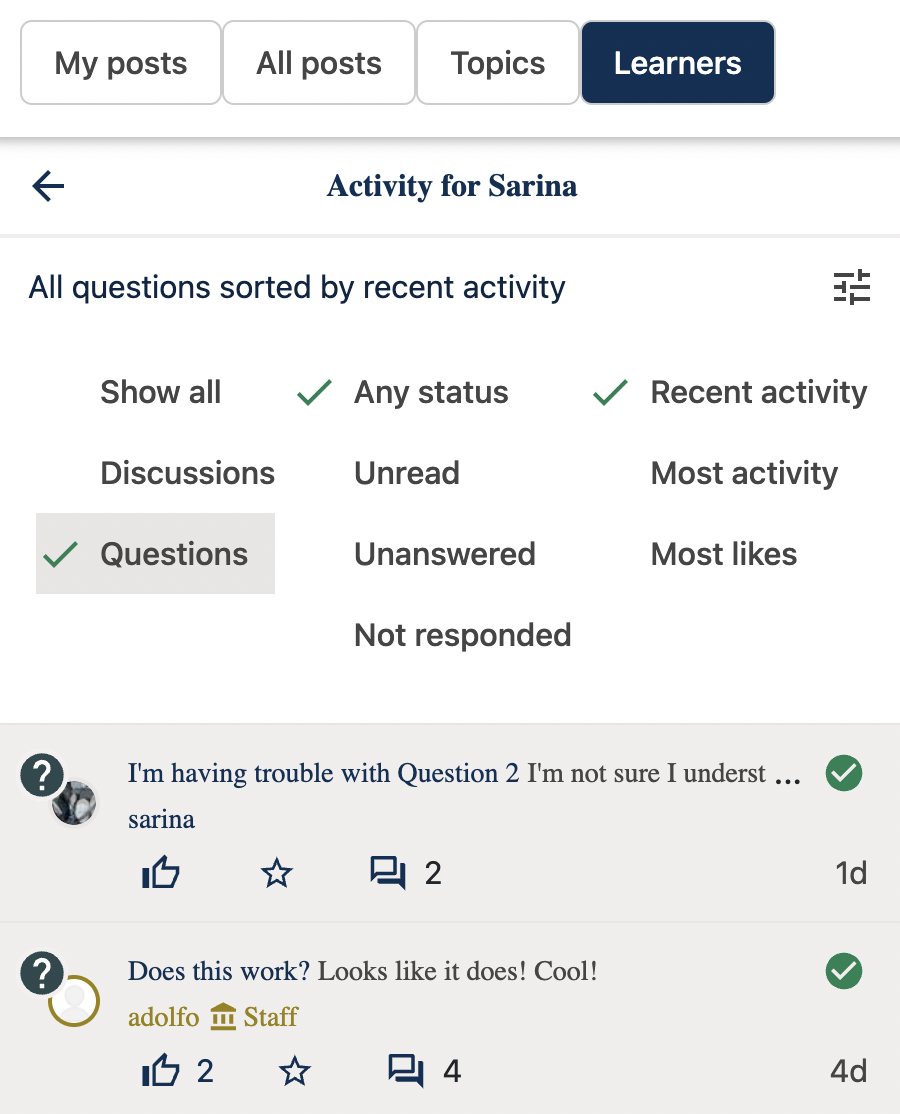 My posts All posts Topics Learners
Activity for Sarina
All questions sorted by recent activity
Show all Any status Recent activity
Discussions Unread Most activity
Questions Unanswered Most likes
Not responded
? I'm having trouble with Question 2 I'm not sure I underst ...
sarina
2 1d
? Does this work? Looks like it does! Cool!
adolfo Staff
2 4 4d